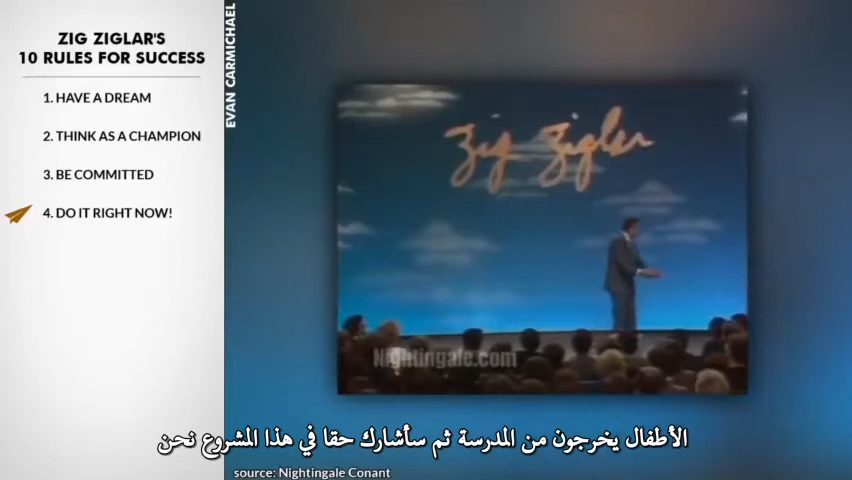 ZIG ZIGLAR'S
10 RULES FOR SUCCESS
1. HAVE A DREAM
2. THINK AS A CHAMPION
3. BE COMMITTED
4. DO IT RIGHT NOW!
EVAN CARMICHAEL
Zig Ziglar
Nightingale.com
الأطفال يخرجون من المدرسة ثم سأشارك حقا في هذا المشروع نحن
source: Nightingale Conant